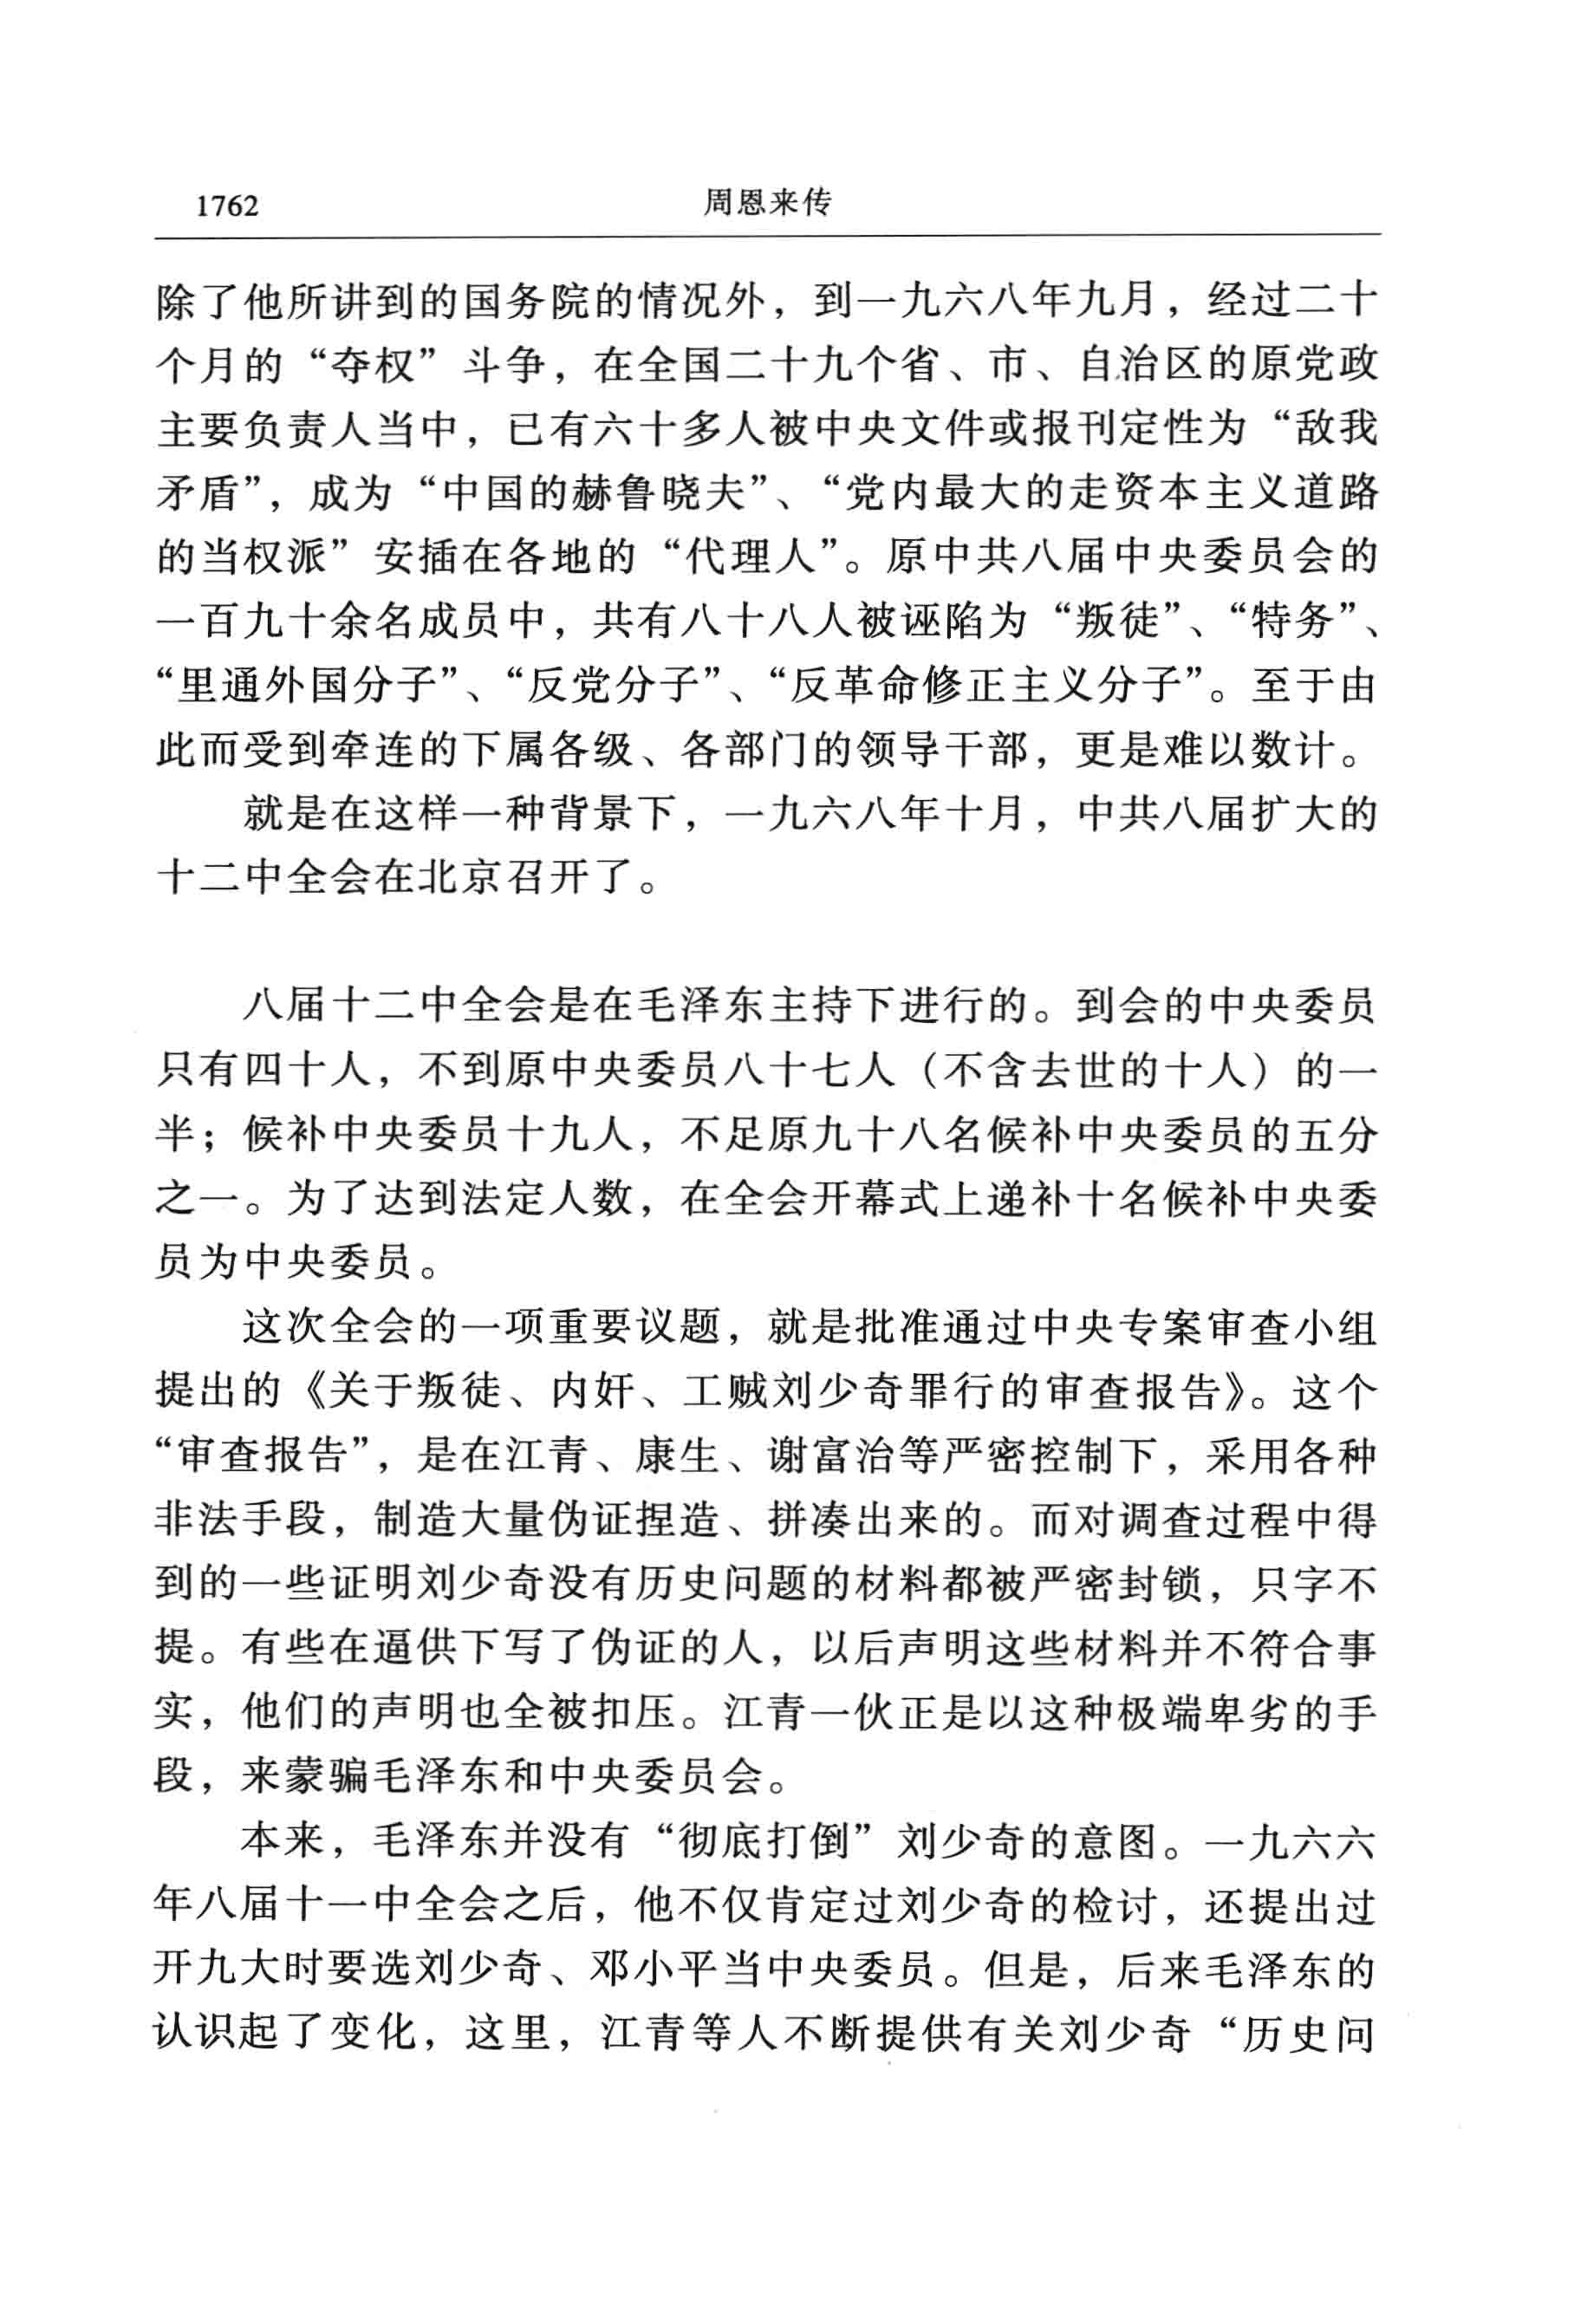 1762
周恩来传
除了他所讲到的国务院的情况外，到一九六八年九月，经过二十
个月的“夺权”斗争，在全国二十九个省、市、自治区的原党政
主要负责人当中，已有六十多人被中央文件或报刊定性为“敌我
矛盾”，成为“中国的赫鲁晓夫”、“党内最大的走资本主义道路
的当权派”安插在各地的“代理人”。原中共八届中央委员会的
一百九十余名成员中，共有八十八人被诬陷为“叛徒”、“特务”、
“里通外国分子”、“反党分子”、“反革命修正主义分子”。至于由
此而受到牵连的下属各级、各部门的领导干部，更是难以数计。
就是在这样一种背景下，一九六八年十月，中共八届扩大的
十二中全会在北京召开了。
八届十二中全会是在毛泽东主持下进行的。到会的中央委员
只有四十人，不到原中央委员八十七人（不含去世的十人）的一
半；候补中央委员十九人，不足原九十八名候补中央委员的五分
之一。为了达到法定人数，在全会开幕式上递补十名候补中央委
员为中央委员。
这次全会的一项重要议题，就是批准通过中央专案审查小组
提出的《关于叛徒、内奸、工贼刘少奇罪行的审查报告》。这个
“审查报告”，是在江青、康生、谢富治等严密控制下，采用各种
非法手段，制造大量伪证捏造、拼凑出来的。而对调查过程中得
到的一些证明刘少奇没有历史问题的材料都被严密封锁，只字不
提。有些在逼供下写了伪证的人，以后声明这些材料并不符合事
实，他们的声明也全被扣压。江青一伙正是以这种极端卑劣的手
段，来蒙骗毛泽东和中央委员会。
本来，毛泽东并没有“彻底打倒”刘少奇的意图。一九六六
年八届十一中全会之后，他不仅肯定过刘少奇的检讨，还提出过
开九大时要选刘少奇、邓小平当中央委员。但是，后来毛泽东的
认识起了变化，这里，江青等人不断提供有关刘少奇“历史问